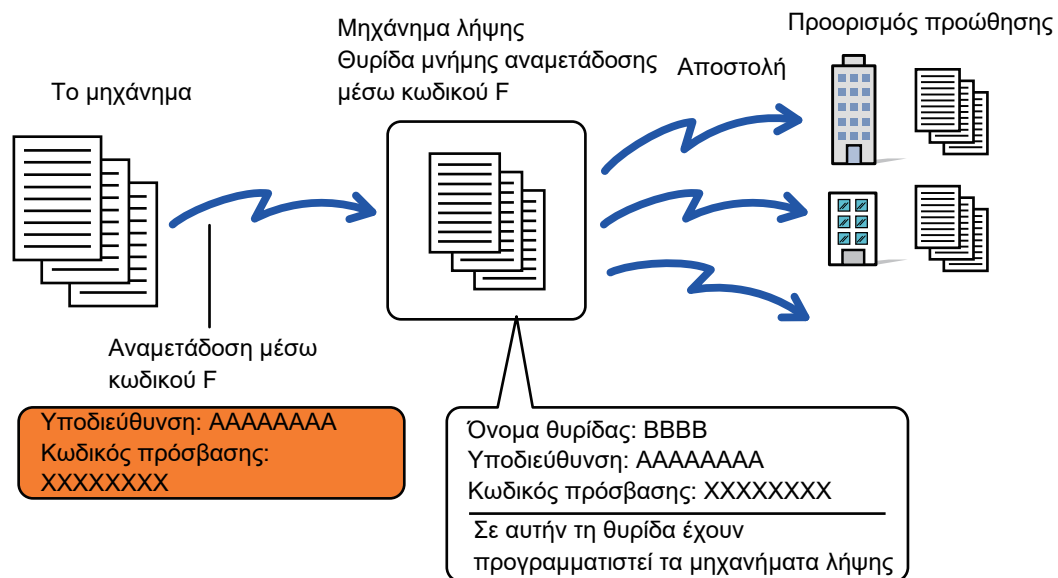 Το μηχάνημα
Μηχάνημα λήψης
Θυρίδα μνήμης αναμετάδοσης
μέσω κωδικού F
Αποστολή
Προορισμός προώθησης
Αναμετάδοση μέσω
κωδικού F
Υποδιεύθυνση: AAAAAAAA
Κωδικός πρόσβασης:
XXXXXXXX
Όνομα θυρίδας: BBBB
Υποδιεύθυνση: AAAAAAAA
Κωδικός πρόσβασης: XXXXXXXX
Σε αυτήν τη θυρίδα έχουν
προγραμματιστεί τα μηχανήματα λήψης